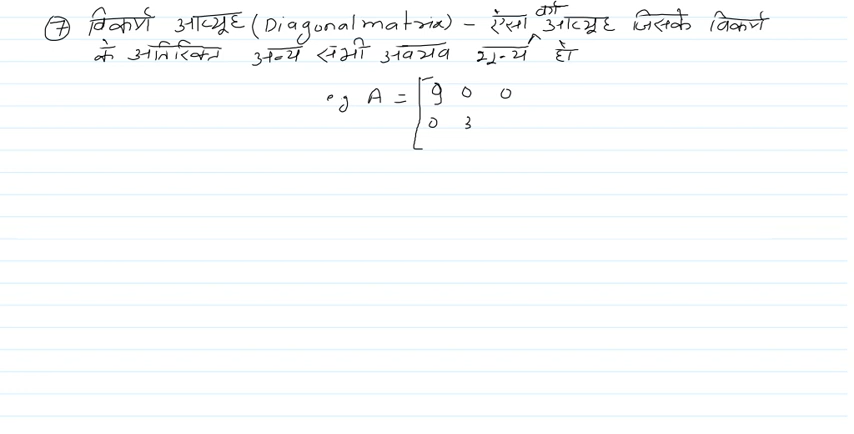 ⑦ विकर्ण आव्यूह (Diagonal matrix) - ऐसा वर्ग आव्यूह जिसके विकर्ण
के अतिरिक्त अन्य सभी अवयव शून्य हो
eg A = [9 0 0
0 3